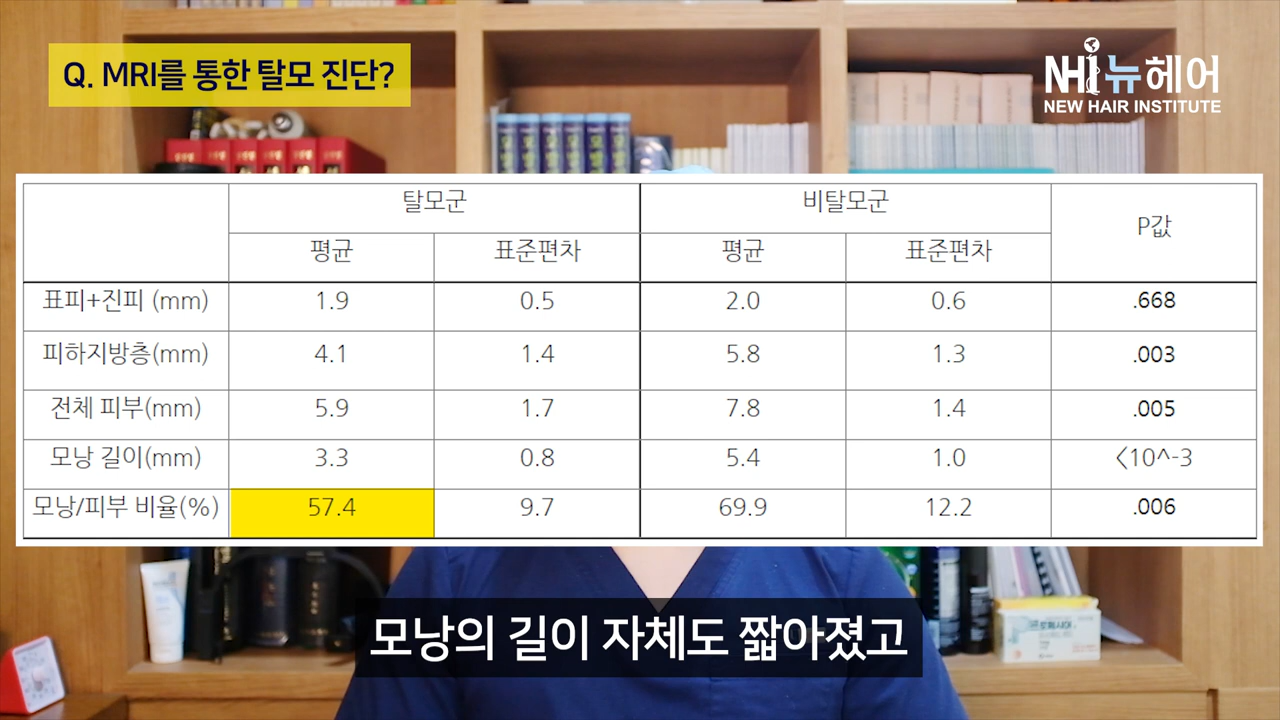 Q. MRI를 통한 탈모 진단?
NHI 뉴헤어
NEW HAIR INSTITUTE
탈모군 비탈모군 P값
평균 표준편차 평균 표준편차
표피+진피 (mm) 1.9 0.5 2.0 0.6 .668
피하지방층(mm) 4.1 1.4 5.8 1.3 .003
전체 피부(mm) 5.9 1.7 7.8 1.4 .005
모낭 길이(mm) 3.3 0.8 5.4 1.0 <10^-3
모낭/피부 비율(%) 57.4 9.7 69.9 12.2 .006
모낭의 길이 자체도 짧아졌고